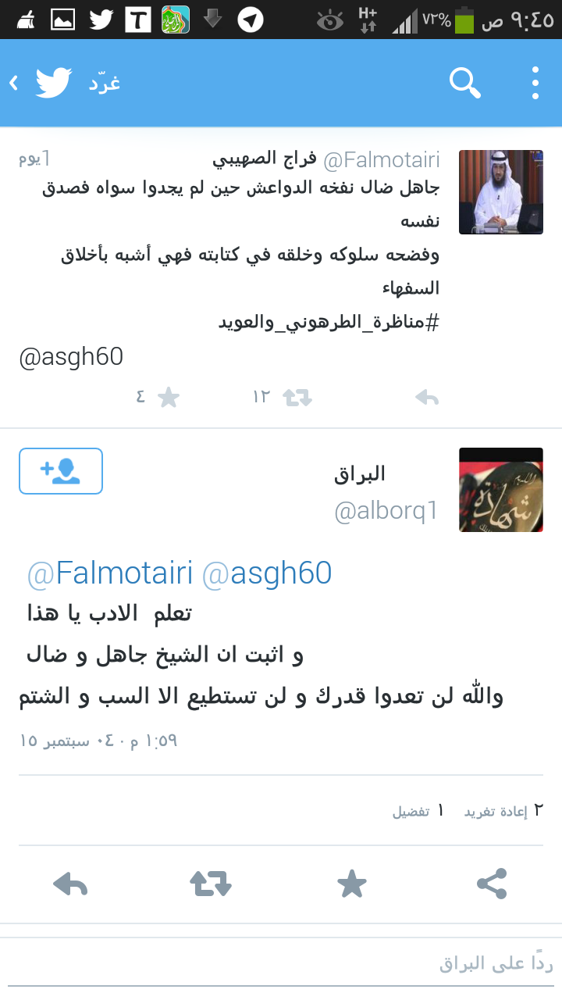 ٩:٤٥ ص ٧٢% H+
T
غرّد
فراج الصهيبي @Falmotairi 1يوم
جاهل ضال نفخه الدواعش حين لم يجدوا سواه فصدق
نفسه
وفضحه سلوكه وخلقه في كتابته فهي أشبه بأخلاق
السفهاء
#مناظرة_الطرهوني_والعويد
@asgh60
١٢ ٤
البراق
@alborq1
شهادة
@Falmotairi @asgh60
تعلم الادب يا هذا
و اثبت ان الشيخ جاهل و ضال
والله لن تعدوا قدرك و لن تستطيع الا السب و الشتم
١:٥٩ م · ٠٤ سبتمبر ١٥
٢ إعادة تغريد ١ تفضيل
ردًا على البراق